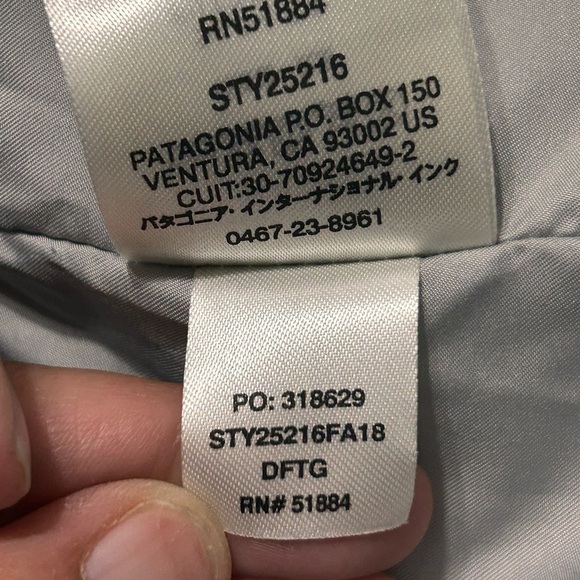 RN51884
STY25216
PATAGONIA P.O. BOX 150
VENTURA, CA 93002 US
CUIT:30-70924649-2
パタゴニア・インターナショナル・インク
0467-23-8961
PO: 318629
STY25216FA18
DFTG
RN# 51884